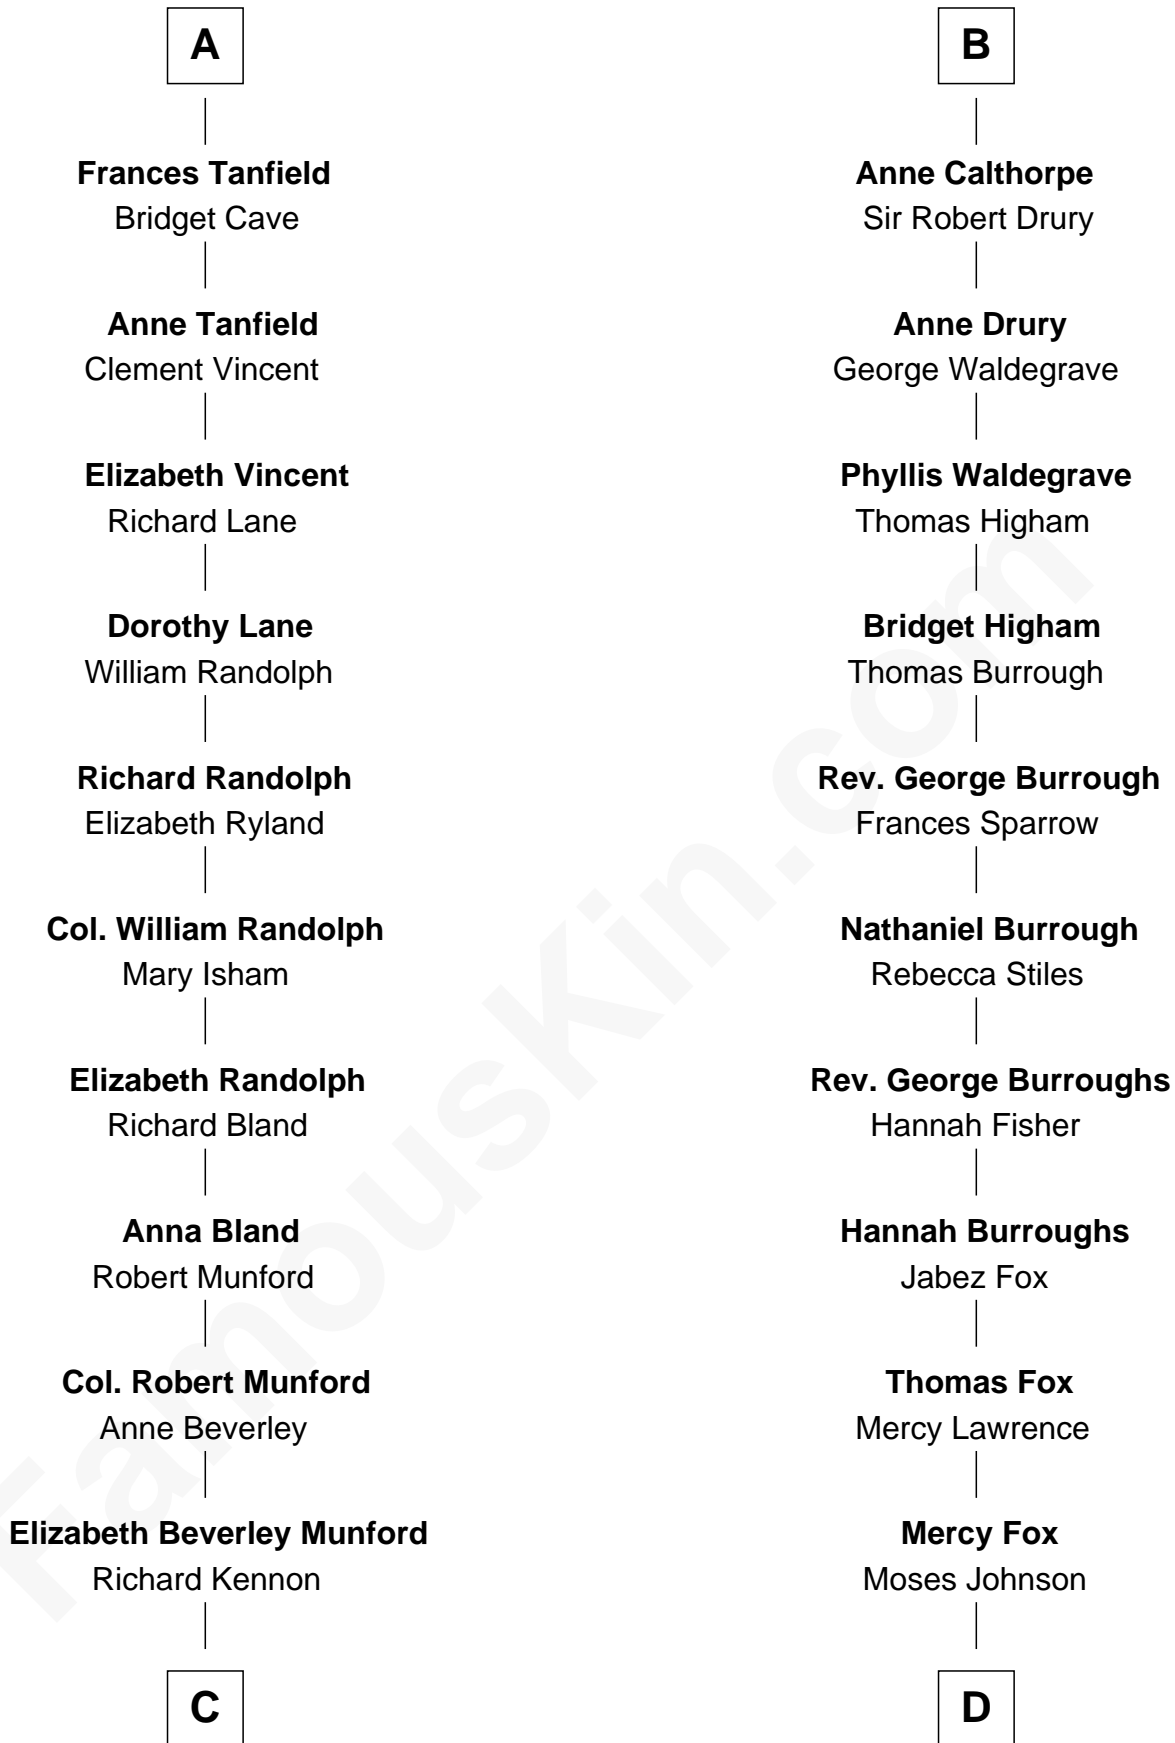 A
Frances Tanfield
Bridget Cave
Anne Tanfield
Clement Vincent
Elizabeth Vincent
Richard Lane
Dorothy Lane
William Randolph
Richard Randolph
Elizabeth Ryland
Col. William Randolph
Mary Isham
Elizabeth Randolph
Richard Bland
Anna Bland
Robert Munford
Col. Robert Munford
Anne Beverley
Elizabeth Beverley Munford
Richard Kennon
C
B
Anne Calthorpe
Sir Robert Drury
Anne Drury
George Waldegrave
Phyllis Waldegrave
Thomas Higham
Bridget Higham
Thomas Burrough
Rev. George Burrough
Frances Sparrow
Nathaniel Burrough
Rebecca Stiles
Rev. George Burroughs
Hannah Fisher
Hannah Burroughs
Jabez Fox
Thomas Fox
Mercy Lawrence
Mercy Fox
Moses Johnson
D
FamousKin.com